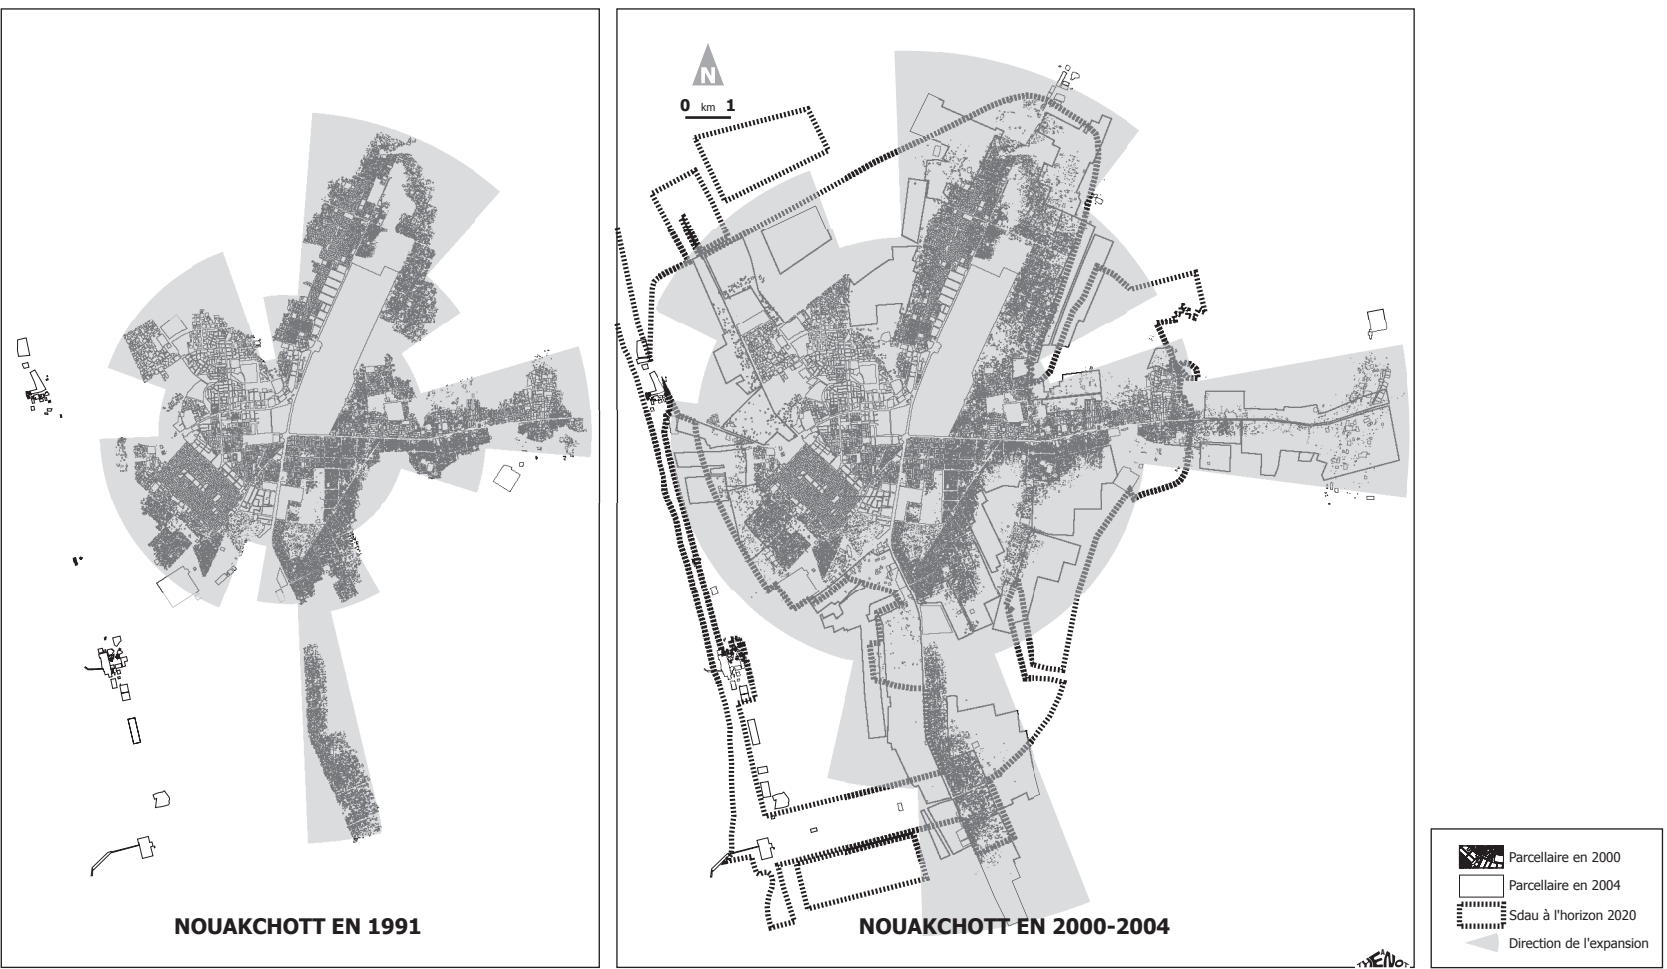 N
0 km 1
NOUAKCHOTT EN 1991
NOUAKCHOTT EN 2000-2004
Parcellaire en 2000
Parcellaire en 2004
Sdau à l'horizon 2020
Direction de l'expansion